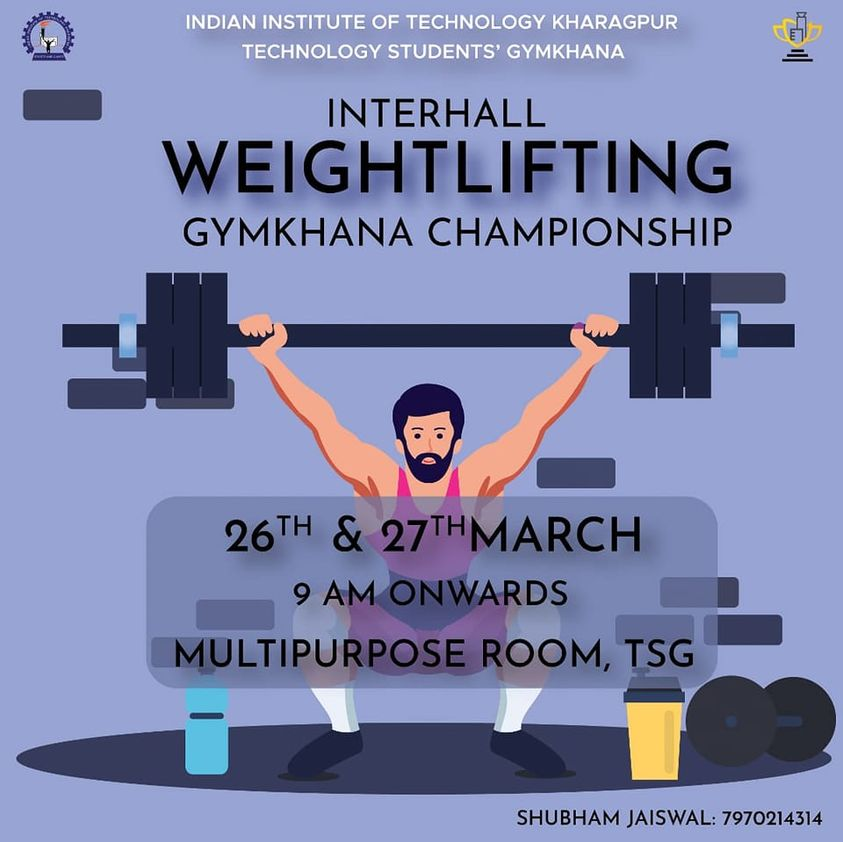 INDIAN INSTITUTE OF TECHNOLOGY KHARAGPUR
TECHNOLOGY STUDENTS' GYMKHANA
INTERHALL
WEIGHTLIFTING
GYMKHANA CHAMPIONSHIP
26TH & 27TH MARCH
9 AM ONWARDS
MULTIPURPOSE ROOM, TSG
SHUBHAM JAISWAL: 7970214314